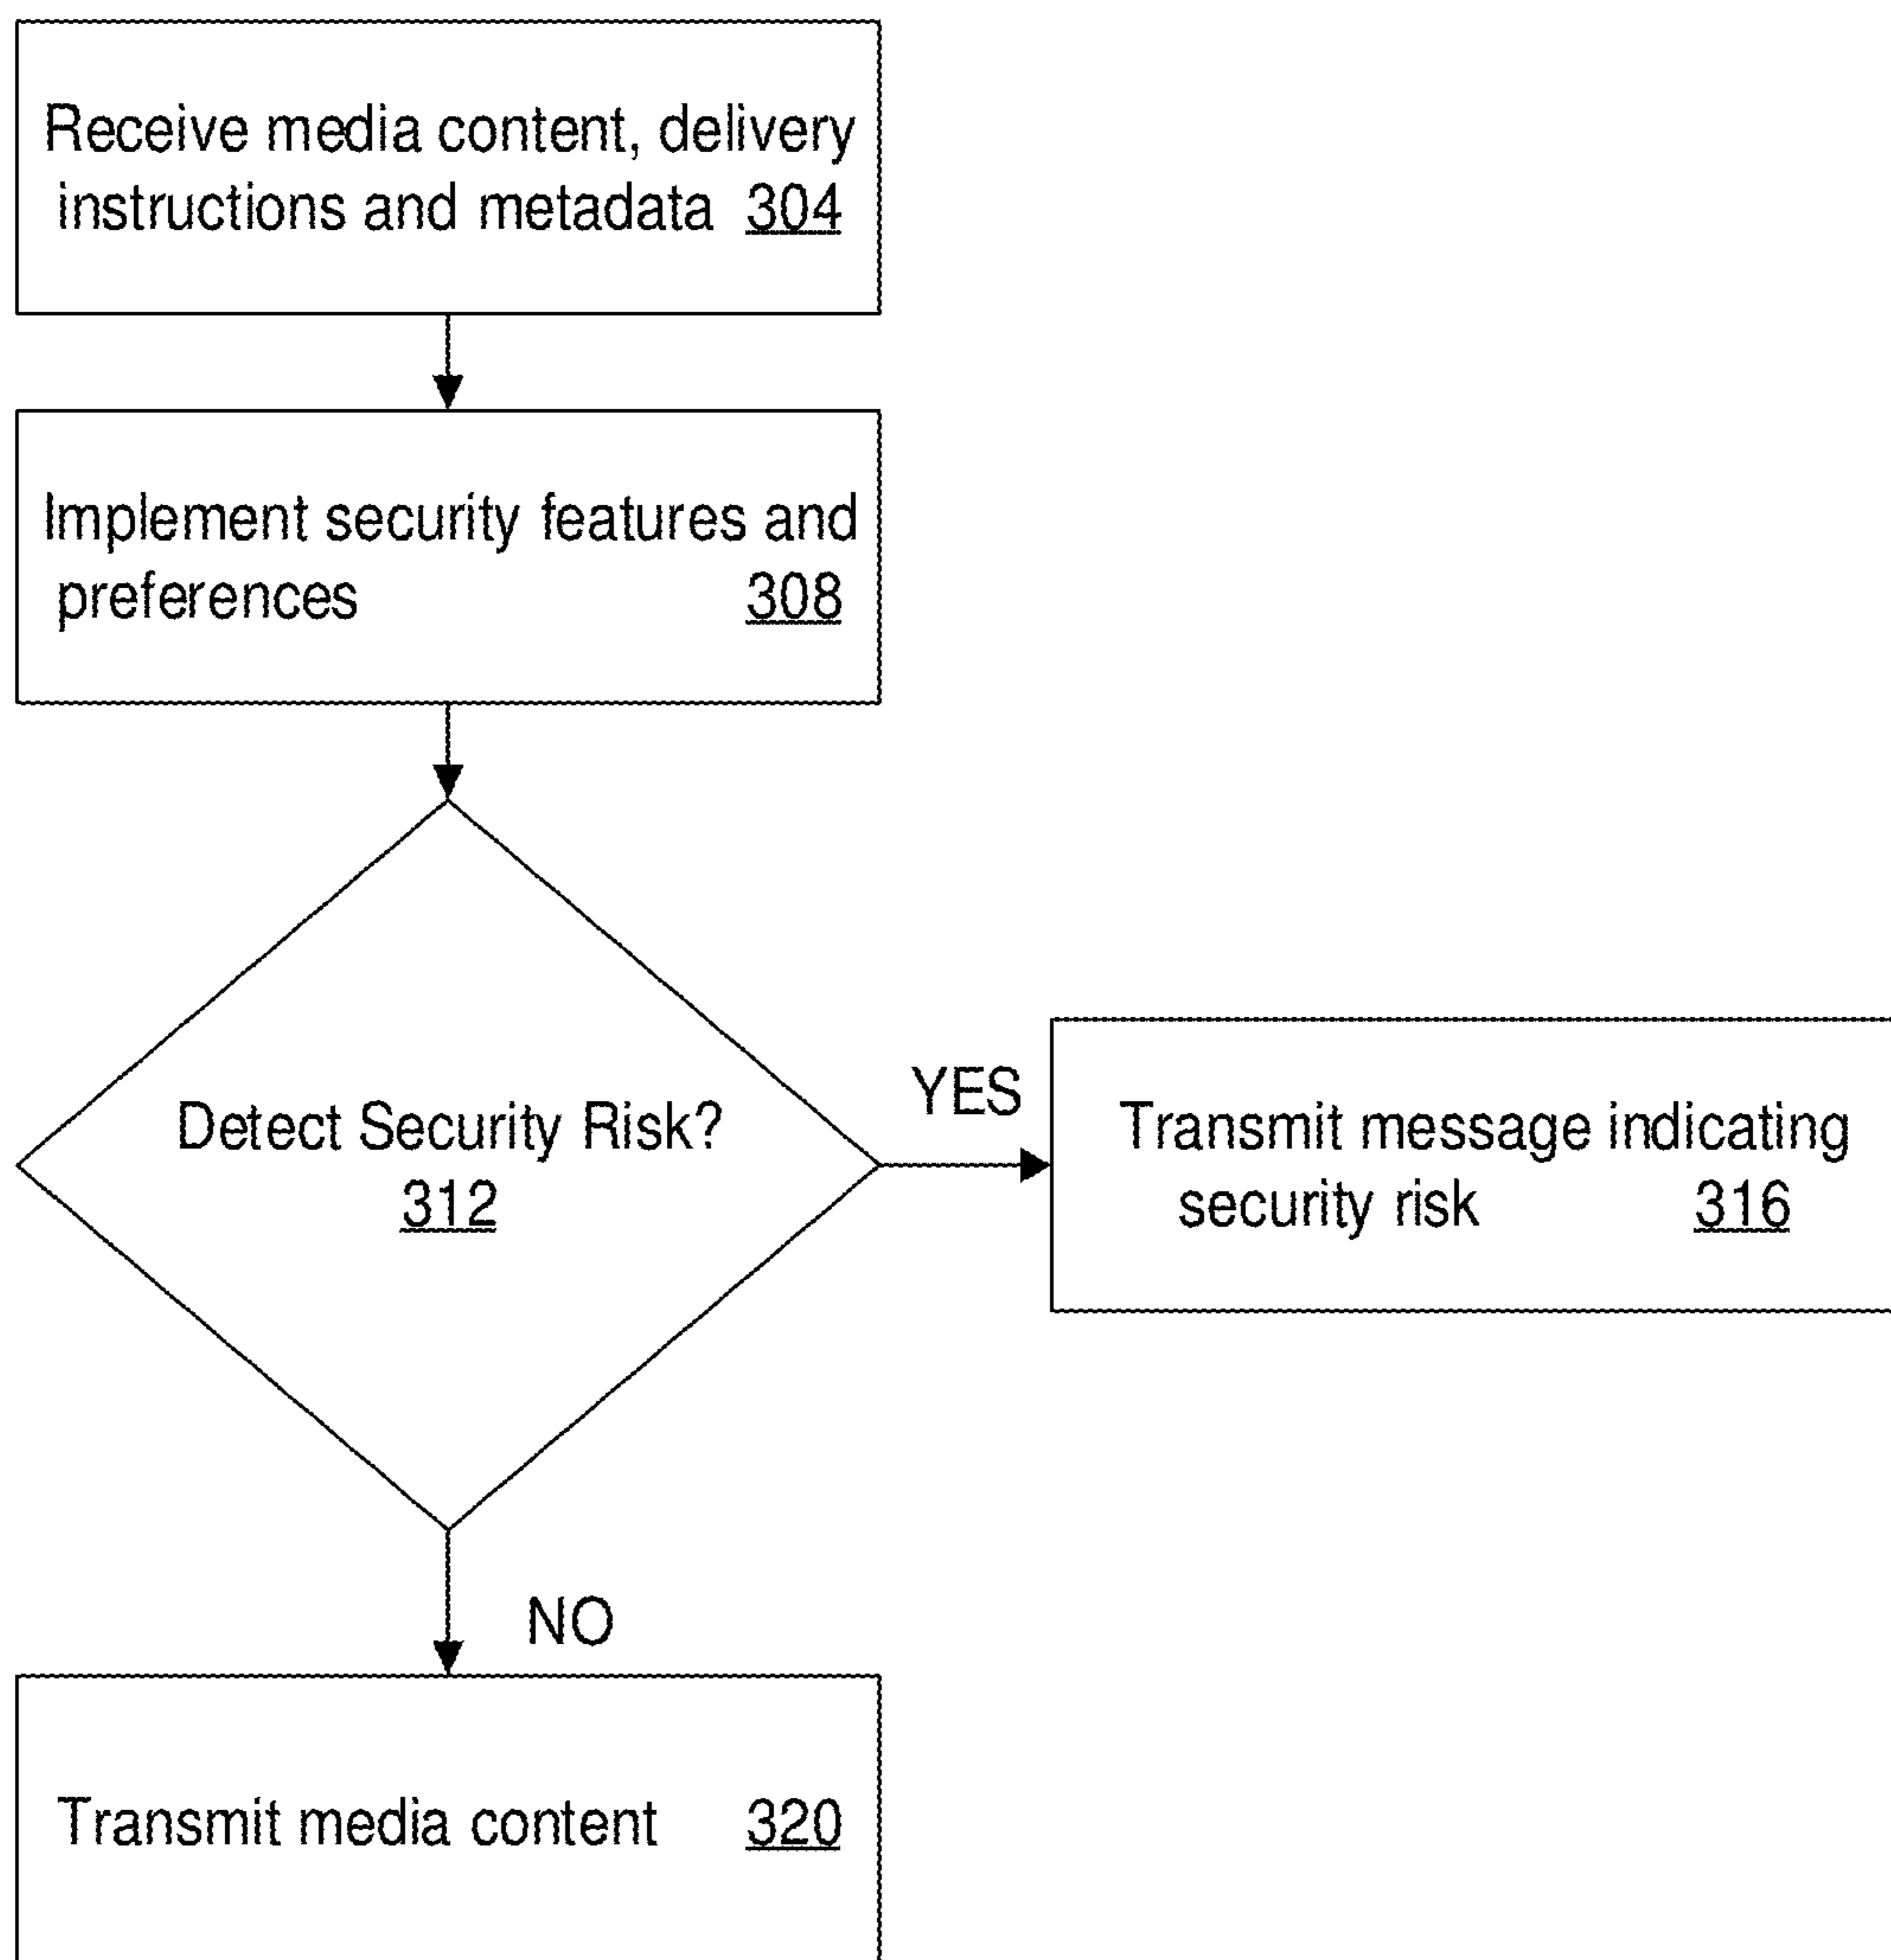 Receive media content, delivery
instructions and metadata 304
Implement security features and
preferences 308
Detect Security Risk?
312
YES
Transmit message indicating
security risk 316
NO
Transmit media content 320